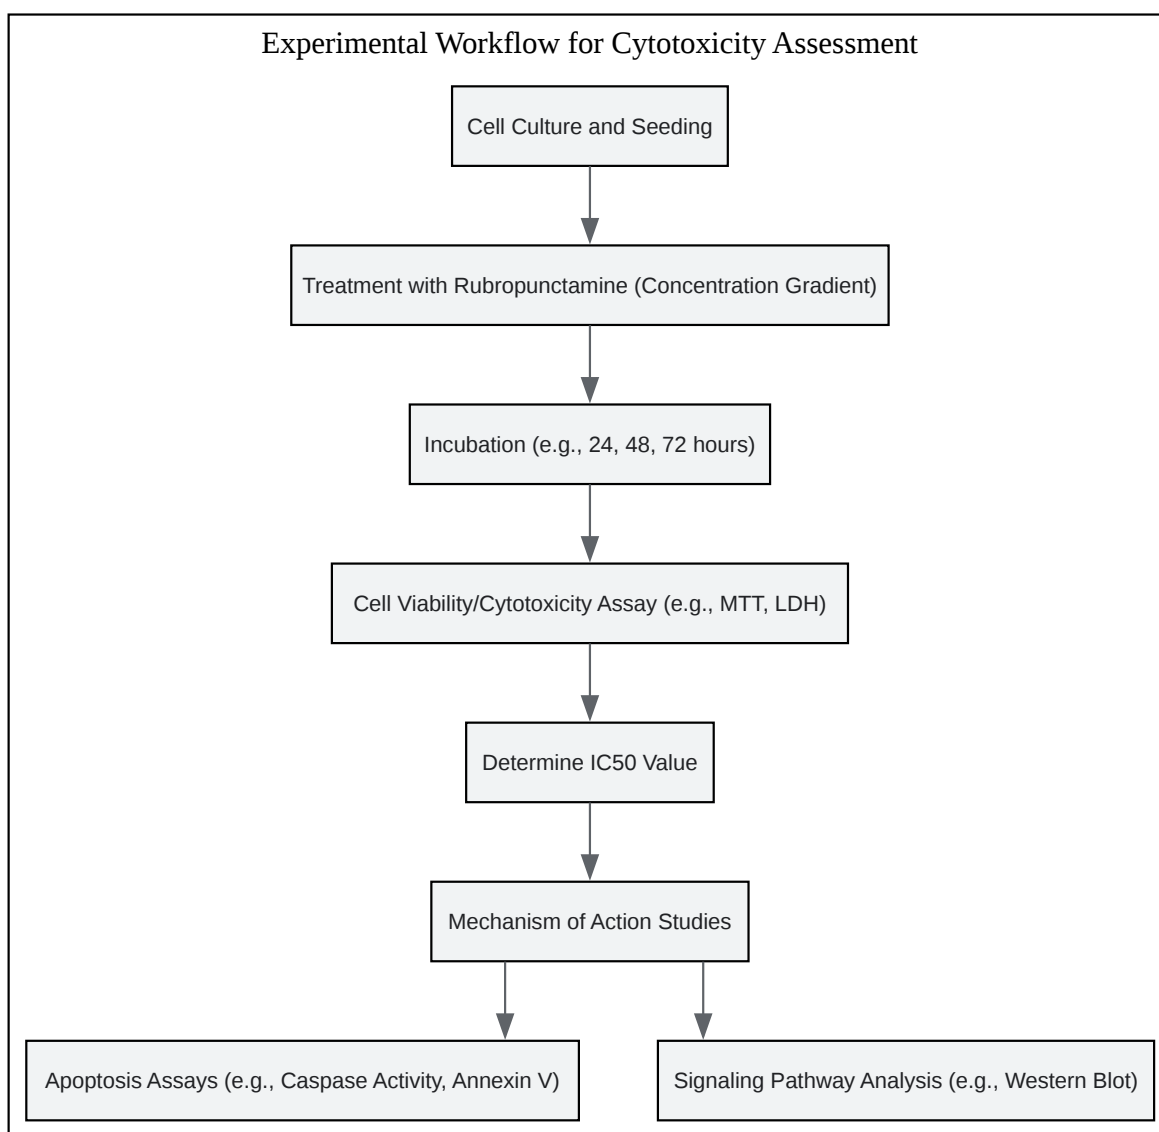 Experimental Workflow for Cytotoxicity Assessment
Cell Culture and Seeding
Treatment with Rubropunctamine (Concentration Gradient)
Incubation (e.g., 24, 48, 72 hours)
Cell Viability/Cytotoxicity Assay (e.g., MTT, LDH)
Determine IC50 Value
Mechanism of Action Studies
Apoptosis Assays (e.g., Caspase Activity, Annexin V)
Signaling Pathway Analysis (e.g., Western Blot)